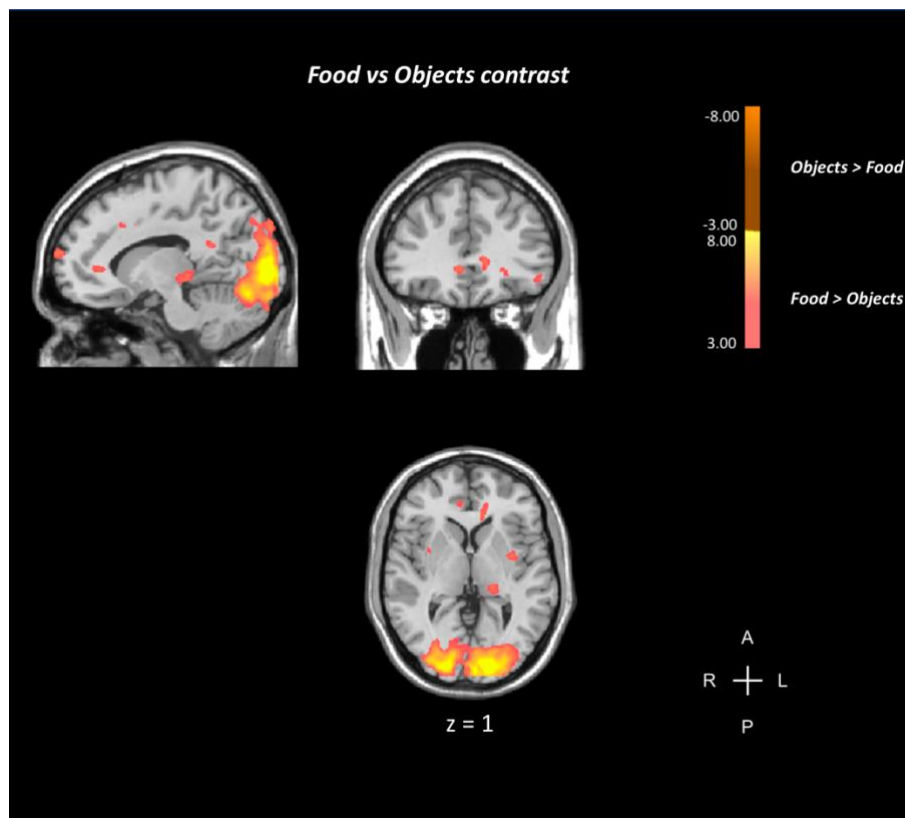 Food vs Objects contrast
-8.00
Objects > Food
-3.00
8.00
Food > Objects
3.00
A
R L
P
z = 1